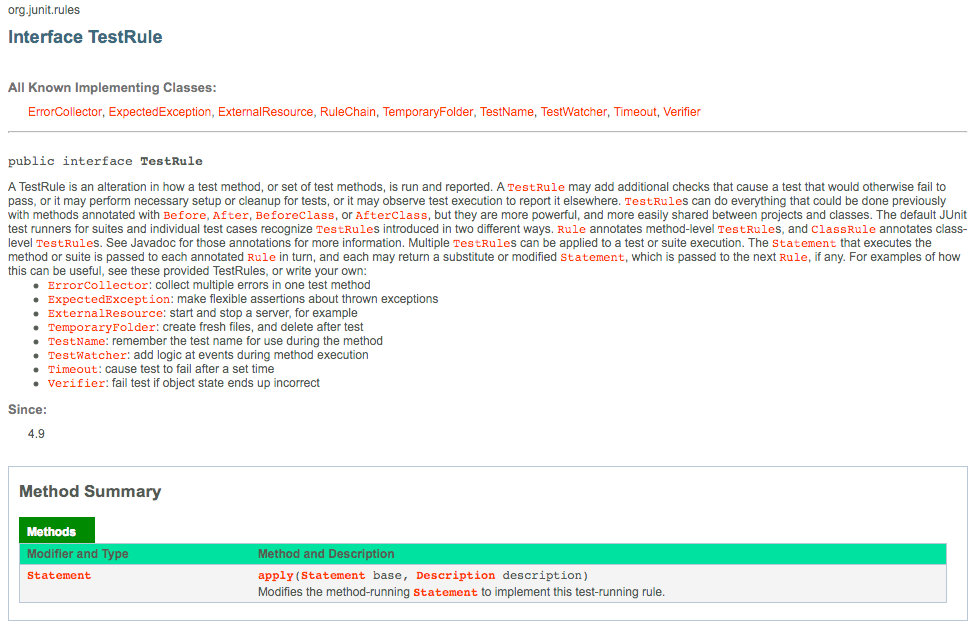 org.junit.rules
Interface TestRule
All Known Implementing Classes:
ErrorCollector, ExpectedException, ExternalResource, RuleChain, TemporaryFolder, TestName, TestWatcher, Timeout, Verifier
public interface TestRule
A TestRule is an alteration in how a test method, or set of test methods, is run and reported. A TestRule may add additional checks that cause a test that would otherwise fail to
pass, or it may perform necessary setup or cleanup for tests, or it may observe test execution to report it elsewhere. TestRules can do everything that could be done previously
with methods annotated with Before, After, BeforeClass, or AfterClass, but they are more powerful, and more easily shared between projects and classes. The default JUnit
test runners for suites and individual test cases recognize TestRules introduced in two different ways. Rule annotates method-level TestRules, and ClassRule annotates class-
level TestRules. See Javadoc for those annotations for more information. Multiple TestRules can be applied to a test or suite execution. The Statement that executes the
method or suite is passed to each annotated Rule in turn, and each may return a substitute or modified Statement, which is passed to the next Rule, if any. For examples of how
this can be useful, see these provided TestRules, or write your own:
• ErrorCollector: collect multiple errors in one test method
• ExpectedException: make flexible assertions about thrown exceptions
• ExternalResource: start and stop a server, for example
• TemporaryFolder: create fresh files, and delete after test
• TestName: remember the test name for use during the method
• TestWatcher: add logic at events during method execution
• Timeout: cause test to fail after a set time
• Verifier: fail test if object state ends up incorrect
Since:
4.9
Method Summary
Methods
Modifier and Type Method and Description
Statement apply(Statement base, Description description)
Modifies the method-running Statement to implement this test-running rule.